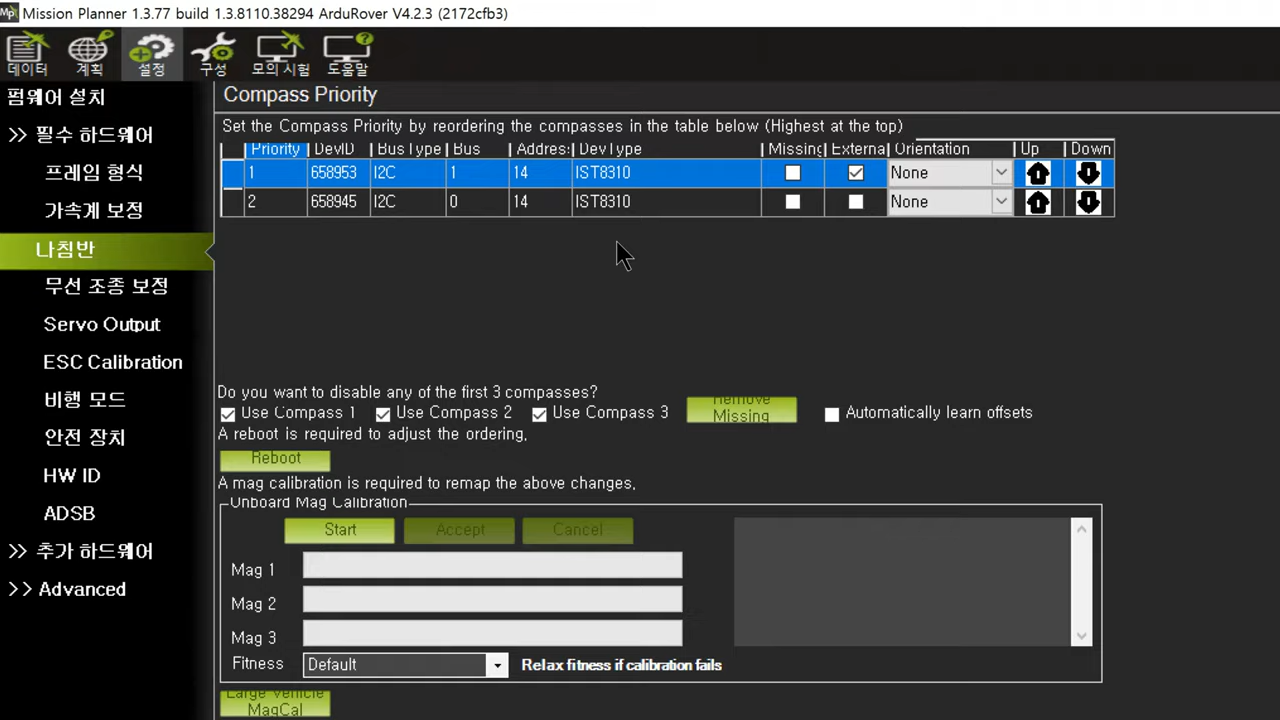 Mission Planner 1.3.77 build 1.3.8110.38294 ArduRover V4.2.3 (2172cfb3)
데이터 계획 설정 구성 모의 시험 도움말
펌웨어 설치
>> 필수 하드웨어
프레임 형식
가속계 보정
나침반
무선 조종 보정
Servo Output
ESC Calibration
비행 모드
안전 장치
HW ID
ADSB
>> 추가 하드웨어
>> Advanced
Compass Priority
Set the Compass Priority by reordering the compasses in the table below (Highest at the top)
Priority DevID BusType Bus Address DevType Missing Externa Orientation Up Down
1 658953 I2C 1 14 IST8310 None
2 658945 I2C 0 14 IST8310 None
Do you want to disable any of the first 3 compasses?
Use Compass 1 Use Compass 2 Use Compass 3 Remove Missing Automatically learn offsets
A reboot is required to adjust the ordering,
Reboot
A mag calibration is required to remap the above changes,
Onboard Mag Calibration
Start Accept Cancel
Mag 1
Mag 2
Mag 3
Fitness Default Relax fitness if calibration fails
Large Vehicle
MagCal